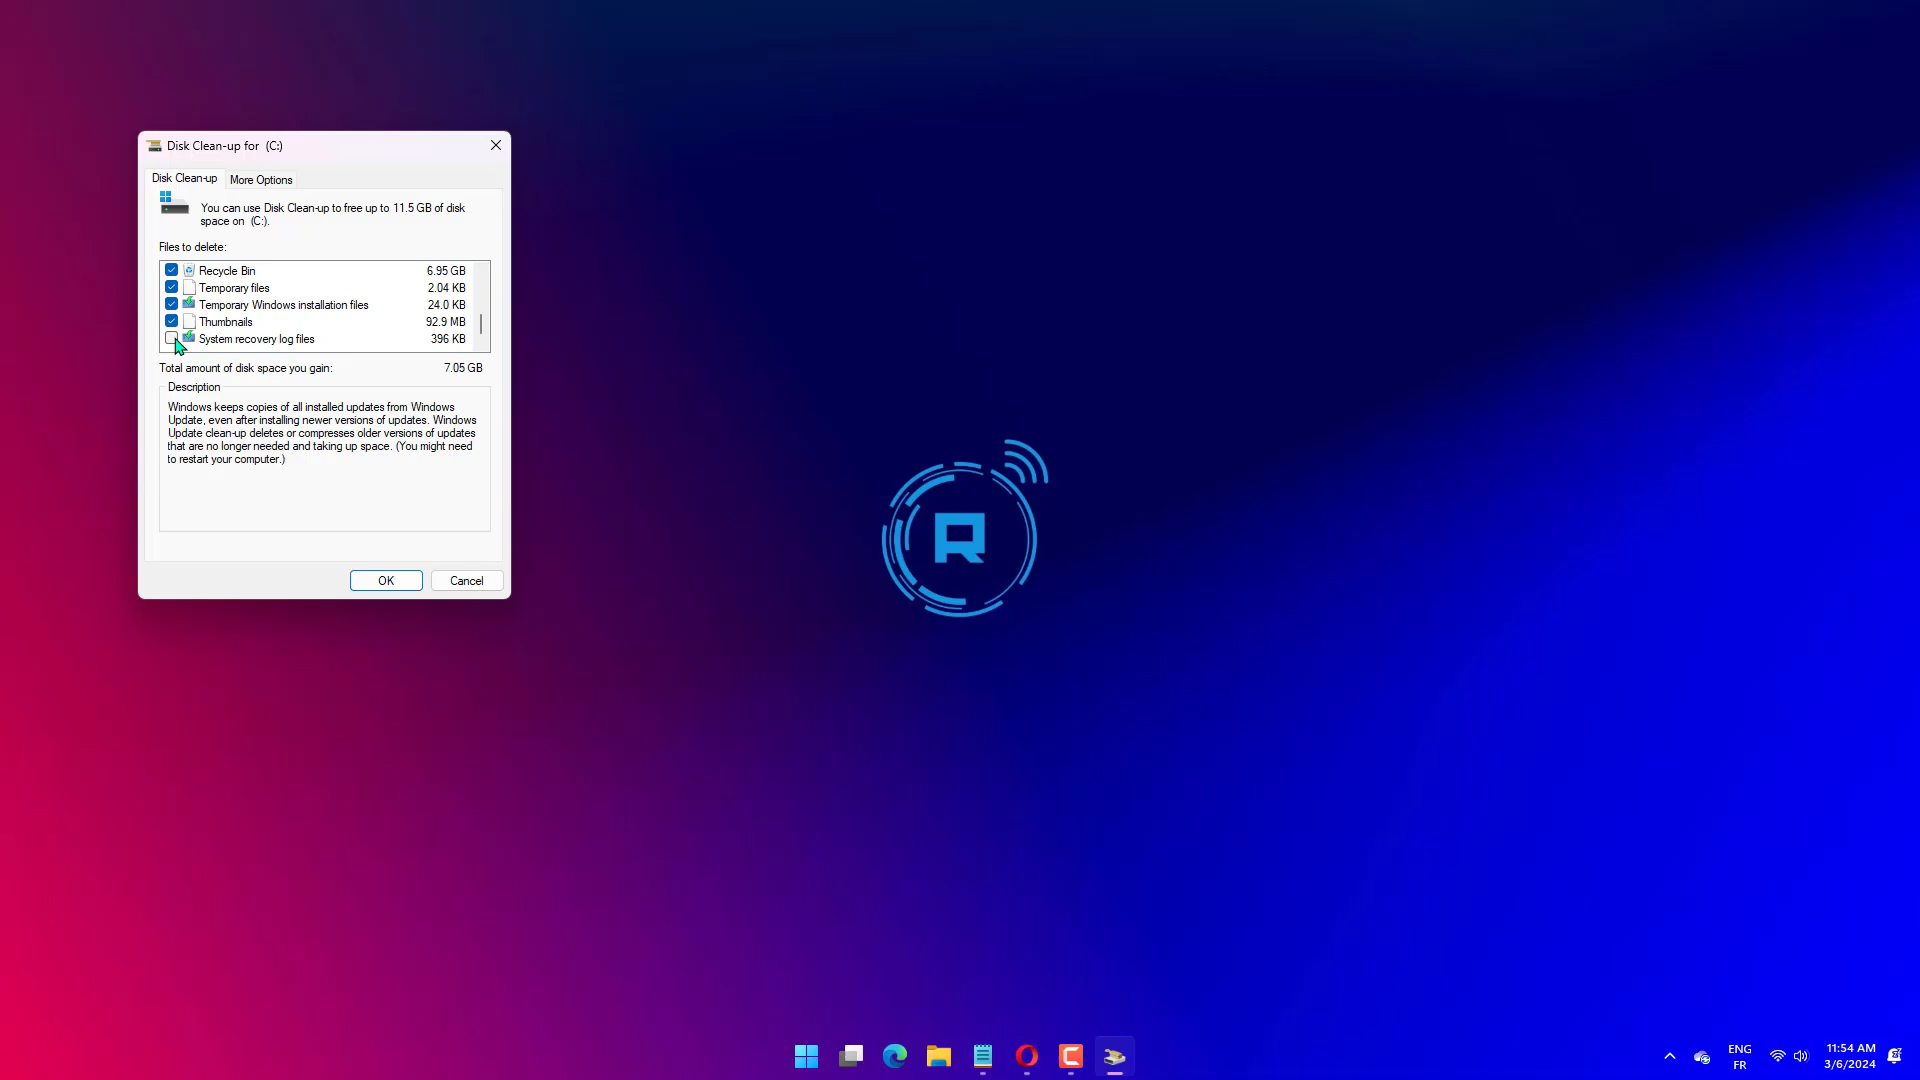 Disk Clean-up for (C:)
Disk Clean-up
More Options
You can use Disk Clean-up to free up to 11.5 GB of disk
space on (C:).
Files to delete:
Recycle Bin 6.95 GB
Temporary files 2.04 KB
Temporary Windows installation files 24.0 KB
Thumbnails 92.9 MB
System recovery log files 396 KB
Total amount of disk space you gain: 7.05 GB
Description
Windows keeps copies of all installed updates from Windows
Update, even after installing newer versions of updates. Windows
Update clean-up deletes or compresses older versions of updates
that are no longer needed and taking up space. (You might need
to restart your computer.)
OK
Cancel
R
ENG
FR
11:54 AM
3/6/2024